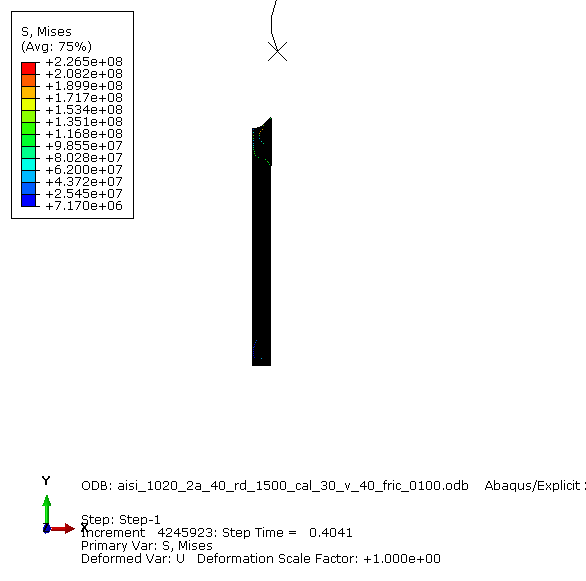 S, Mises
(Avg: 75%)
+2.265e+08
+2.082e+08
+1.899e+08
+1.717e+08
+1.534e+08
+1.351e+08
+1.168e+08
+9.855e+07
+8.028e+07
+6.200e+07
+4.372e+07
+2.545e+07
+7.170e+06
Y
X
ODB: aisi_1020_2a_40_rd_1500_cal_30_v_40_fric_0100.odb Abaqus/Explicit
Step: Step-1
Increment 4245923: Step Time = 0.4041
Primary Var: S, Mises
Deformed Var: U Deformation Scale Factor: +1.000e+00